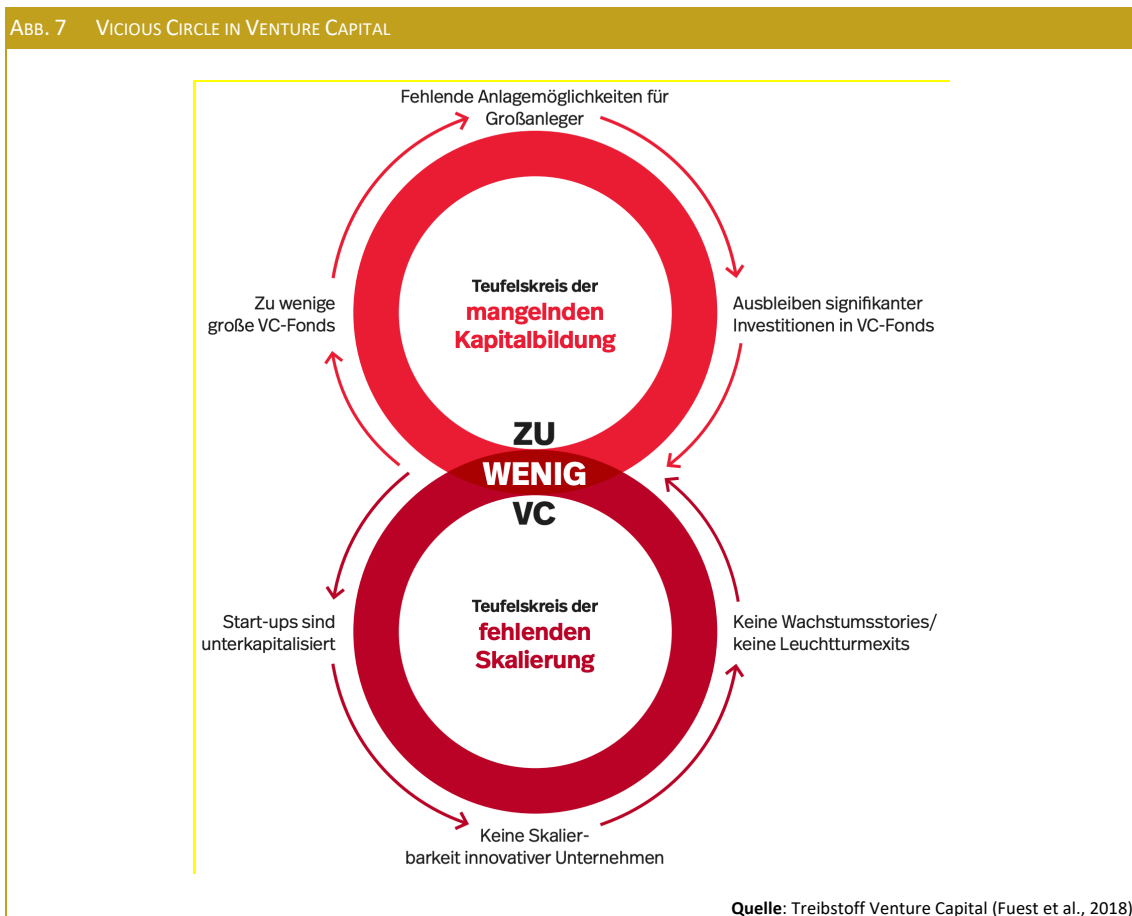 ABB. 7 VICIOUS CIRCLE IN VENTURE CAPITAL
Fehlende Anlagemöglichkeiten für
Großanleger
Zu wenige
große VC-Fonds
Teufelskreis der
mangelnden
Kapitalbildung
Ausbleiben signifikanter
Investitionen in VC-Fonds
ZU
WENIG
VC
Start-ups sind
unterkapitalisiert
Teufelskreis der
fehlenden
Skalierung
Keine Wachstumsstories/
keine Leuchtturmexits
Keine Skalier-
barkeit innovativer Unternehmen
Quelle: Treibstoff Venture Capital (Fuest et al., 2018)